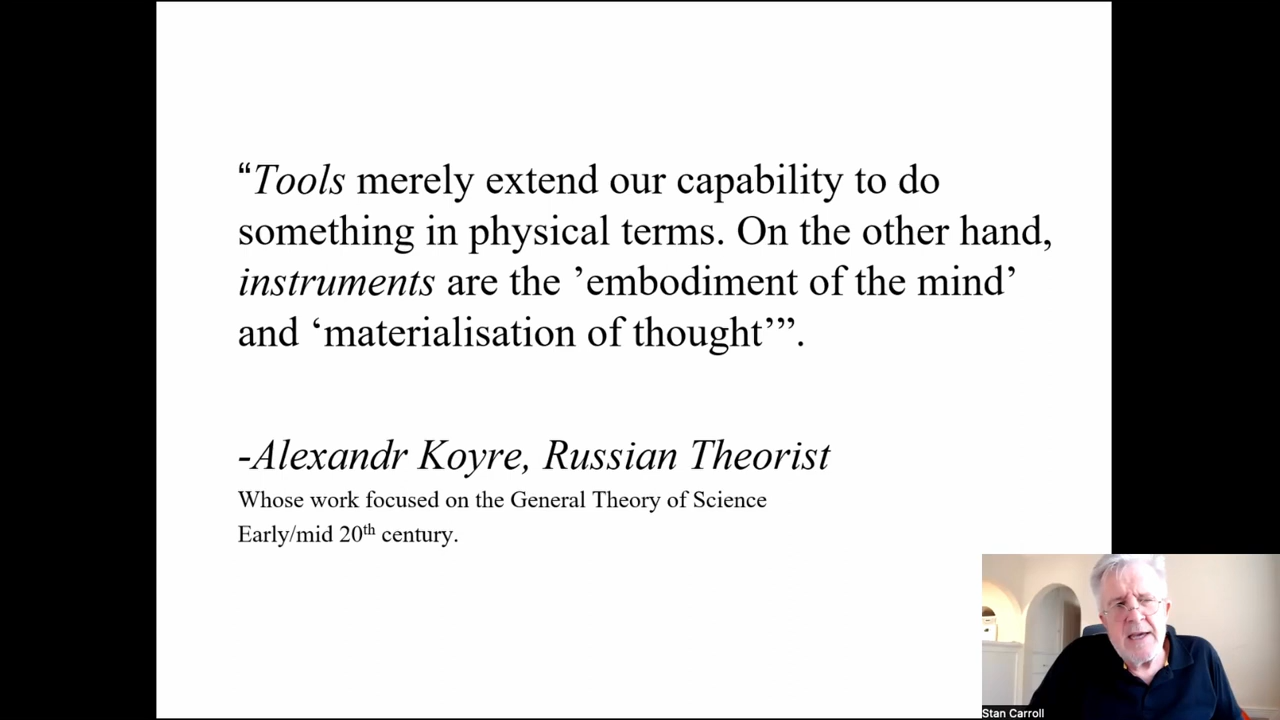 “Tools merely extend our capability to do
something in physical terms. On the other hand,
instruments are the ’embodiment of the mind’
and ‘materialisation of thought’”.
-Alexandr Koyre, Russian Theorist
Whose work focused on the General Theory of Science
Early/mid 20th century.
Stan Carroll